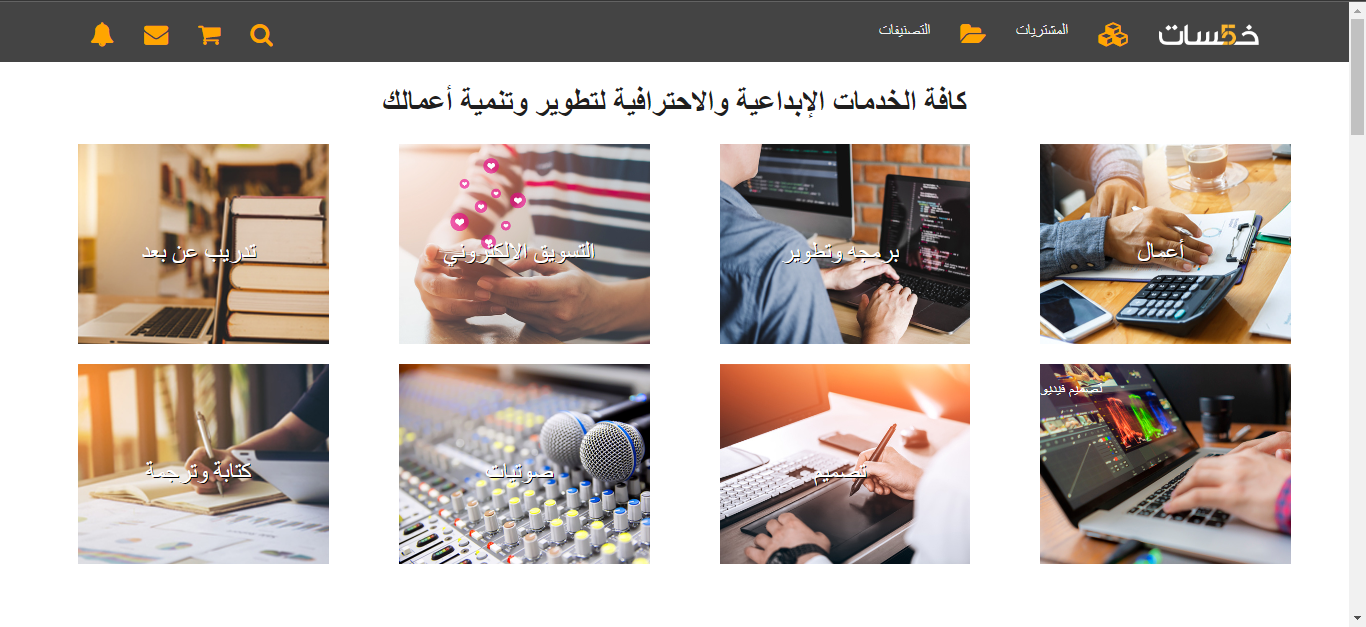 خمسات
المشتريات
التصنيفات
كافة الخدمات الإبداعية والاحترافية لتطوير وتنمية أعمالك
أعمال
برمجه وتطوير
التسويق الالكتروني
تدريب عن بعد
تصميم فيديو
تصميم
صوتيات
كتابة وترجمة